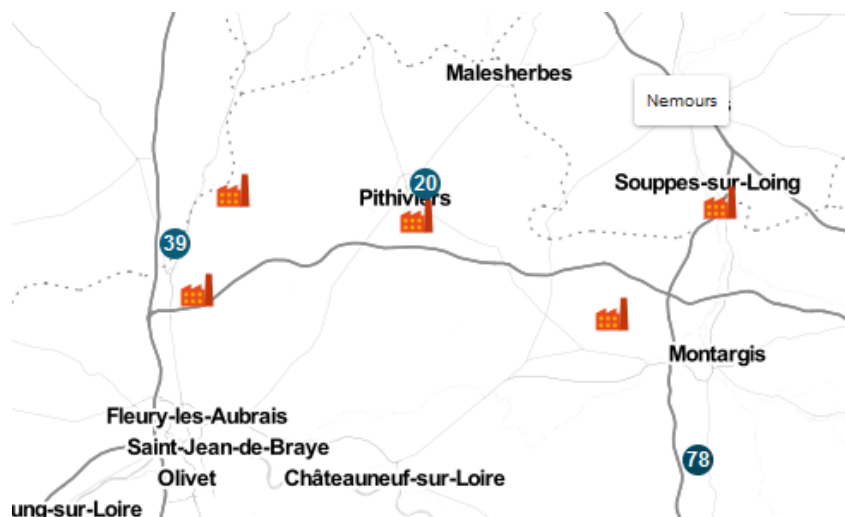 Malesherbes
Nemours
20
Pithiviers
Souppes-sur-Loing
39
Montargis
Fleury-les-Aubrais
Saint-Jean-de-Braye
78
Olivet
Châteauneuf-sur-Loire
ung-sur-Loire